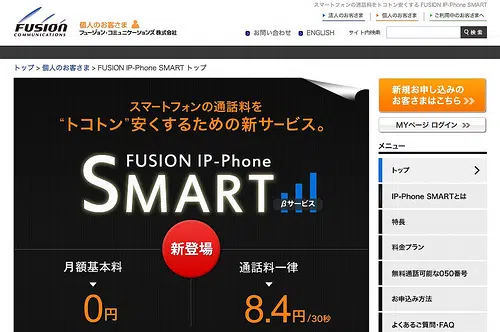 スマートフォンの通話料をトコトン安くする FUSION IP-Phone SMART
FUSION
COMMUNICATIONS
個人のお客さま
フュージョン・コミュニケーションズ株式会社
法人のお客さま
個人のお客さま
ご利用中のお客さまへ
お問い合わせ
ENGLISH
サイト内検索
検索
トップ > 個人のお客さま > FUSION IP-Phone SMART トップ
スマートフォンの通話料を
“トコトン”安くするための新サービス。
FUSION IP-Phone
SMART
βサービス
新登場
月額基本料
0円
通話料一律
8.4円/30秒
新規お申し込みの
お客さまはこちら
MYページ ログイン
メニュー
トップ
IP-Phone SMARTとは
特長
料金プラン
無料通話可能な050番号
お申込み方法
よくあるご質問・FAQ